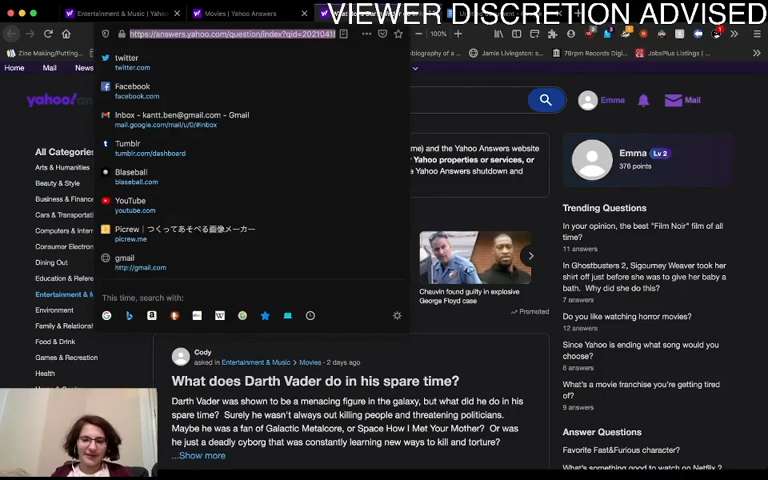 VIEWER DISCRETION ADVISED
Entertainment & Music | Yahoo
Movies | Yahoo Answers
https://answers.yahoo.com/question/index?qid=20210418
100%
Zine Making/Putting...
biography of a...
Jamie Livingston: s...
78rpm Records Digi...
JobsPlus Listings | ...
Home
Mail
News
twitter
twitter.com
Facebook
facebook.com
Inbox - kantt.ben@gmail.com - Gmail
mail.google.com/mail/u/0/#inbox
Tumblr
tumblr.com/dashboard
Blaseball
blaseball.com
YouTube
youtube.com
Picrew｜つくってあそべる画像メーカー
picrew.me
gmail
http://gmail.com
This time, search with:
yahoo!
Emma
Mail
All Categories
Arts & Humanities
Beauty & Style
Business & Finance
Cars & Transportat
Computers & Intern
Consumer Electron
Dining Out
Education & Refere
Entertainment & M
Environment
Family & Relations
Food & Drink
Games & Recreation
Health
me) and the Yahoo Answers website
r Yahoo properties or services, or
e Yahoo Answers shutdown and
Chauvin found guilty in explosive
George Floyd case
Promoted
Cody
asked in Entertainment & Music > Movies · 2 days ago
What does Darth Vader do in his spare time?
Darth Vader was shown to be a menacing figure in the galaxy, but what did he do in his
spare time? Surely he wasn't always out killing people and threatening politicians.
Maybe he was a fan of Galactic Metalcore, or Space How I Met Your Mother? Or was
he just a deadly cyborg that was constantly learning new ways to kill and torture?
...Show more
Emma Lv 2
376 points
Trending Questions
In your opinion, the best "Film Noir" film of all
time?
11 answers
In Ghostbusters 2, Sigourney Weaver took her
shirt off just before she was to give her baby a
bath. Why did she do this?
7 answers
Do you like watching horror movies?
12 answers
Since Yahoo is ending what song would you
choose?
6 answers
What's a movie franchise you're getting tired
of?
9 answers
Answer Questions
Favorite Fast&Furious character?
What's something good to watch on Netflix ?